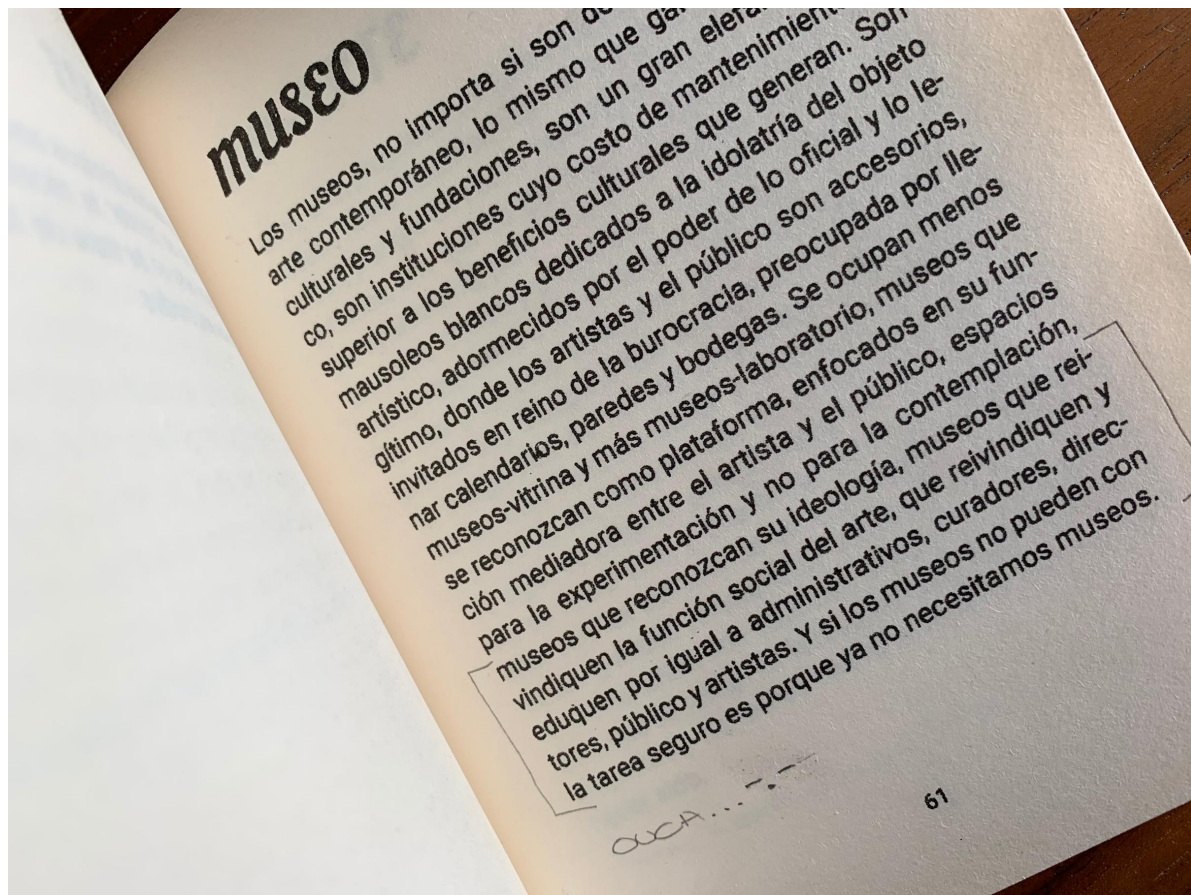 museo
Los museos, no importa si son de
arte contemporáneo, lo mismo que
culturales y fundaciones, son un gran
co, son instituciones cuyo costo de mantenimiento
superior a los beneficios culturales que generan. Son
mausoleos blancos dedicados a la idolatría del objeto
artístico, adormecidos por el poder de lo oficial y lo le-
gítimo, donde los artistas y el público son accesorios,
invitados en reino de la burocracia, preocupada por lle-
nar calendarios, paredes y bodegas. Se ocupan menos
museos-vitrina y más museos-laboratorio, museos que
se reconozcan como plataforma, enfocados en su fun-
ción mediadora entre el artista y el público, espacios
para la experimentación y no para la contemplación,
museos que reconozcan su ideología, museos que rei-
vindiquen la función social del arte, que reivindiquen y
eduquen por igual a administrativos, curadores, direc-
tores, público y artistas. Y si los museos no pueden con
la tarea seguro es porque ya no necesitamos museos.
OUCH...-.-
61